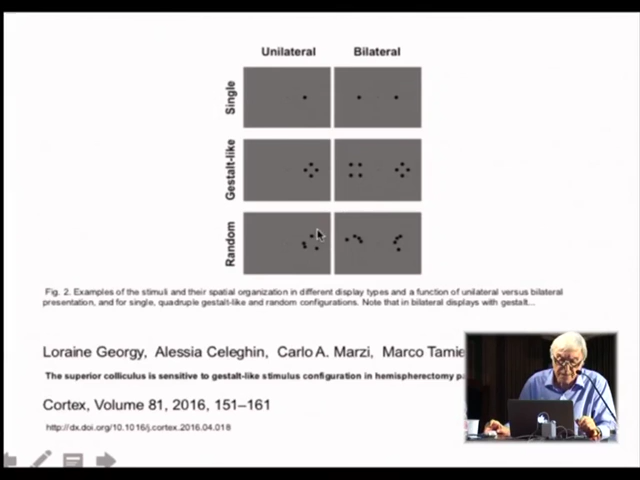 Unilateral Bilateral
Single
Gestalt-like
Random
Fig. 2. Examples of the stimuli and their spatial organization in different display types and a function of unilateral versus bilateral
presentation, and for single, quadruple gestalt-like and random configurations. Note that in bilateral displays with gestalt...
Loraine Georgy, Alessia Celeghin, Carlo A. Marzi, Marco Tamie
The superior colliculus is sensitive to gestalt-like stimulus configuration in hemispherectomy pa
Cortex, Volume 81, 2016, 151–161
http://dx.doi.org/10.1016/j.cortex.2016.04.018